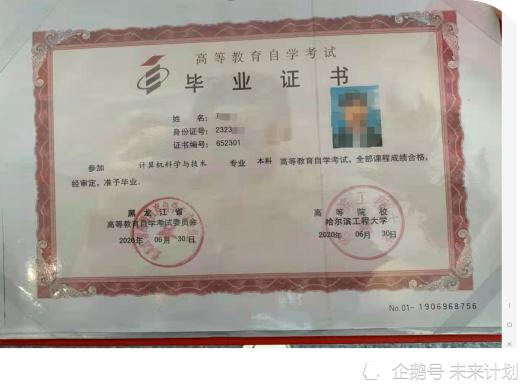 高等教育自学考试
毕业证书
姓 名:
身份证号: 2323
证书编号: 652301
参加 计算机科学与技术 专业 本科 高等教育自学考试,全部课程成绩合格,
经审定,准予毕业。
黑龙江省
高等教育自学考试委员会
2020年 06月 30日
高等院校
哈尔滨工程大学
2020年 06月 30日
No.01- 1906968756
企鹅号 未来计划